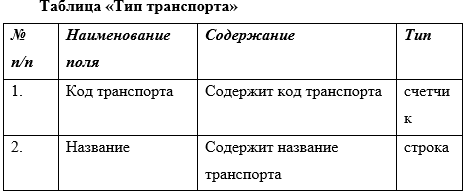 Таблица «Тип транспорта»
№ п/п Наименование поля Содержание Тип
1. Код транспорта Содержит код транспорта счетчик
2. Название Содержит название транспорта строка